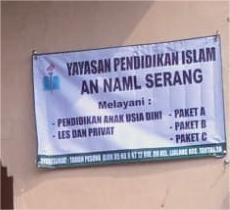 YAYASAN PENDIDIKAN ISLAM
AN NAML SERANG
Melayani :
- PENDIDIKAN ANAK USIA DINI
- LES DAN PRIVAT
- PAKET A
- PAKET B
- PAKET C